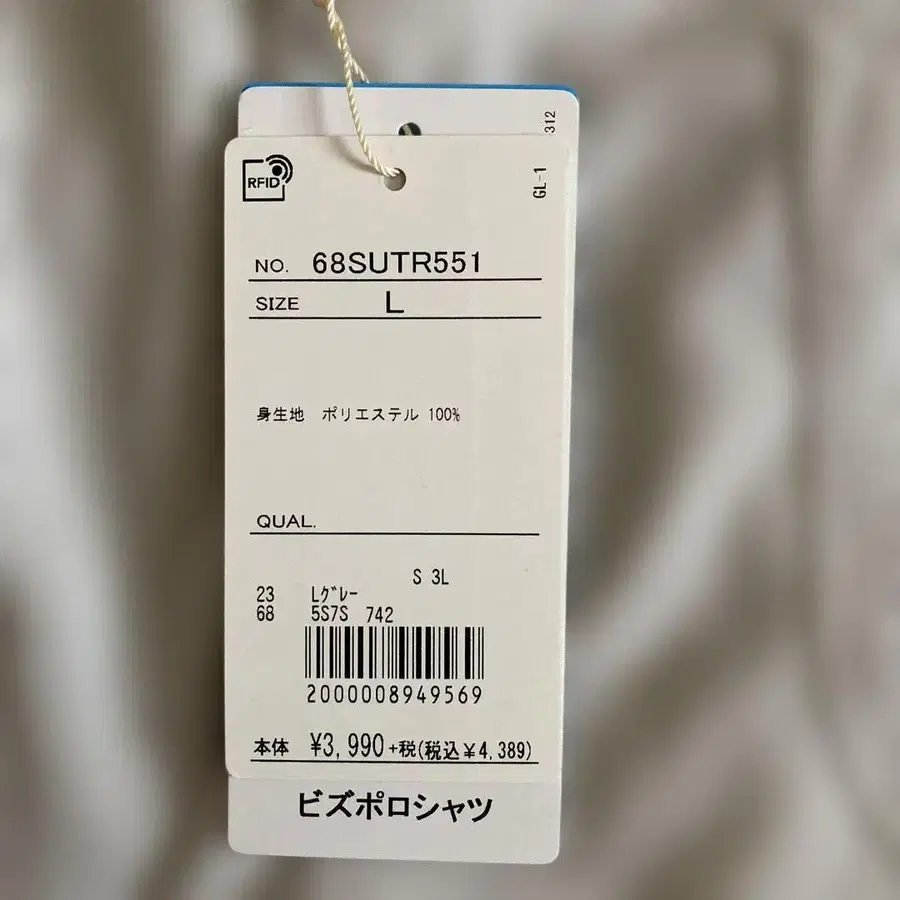 312
GL-1
RFID
NO. 68SUTR551
SIZE L
身生地 ポリエステル 100%
QUAL.
S 3L
23 Lグレー
68 5S7S 742
2000008949569
本体 ¥3,990+税(税込¥4,389)
ビズポロシャツ